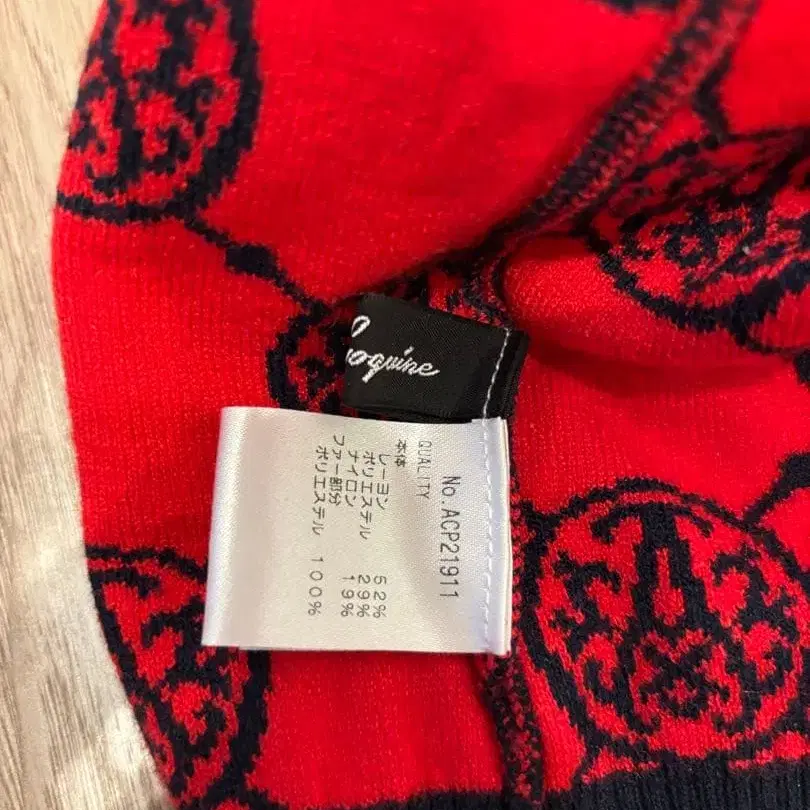 Coquine
No.ACP21911
QUALITY
本体
レーヨン 52%
ポリエステル 29%
ナイロン 19%
ファー部分
ポリエステル 100%